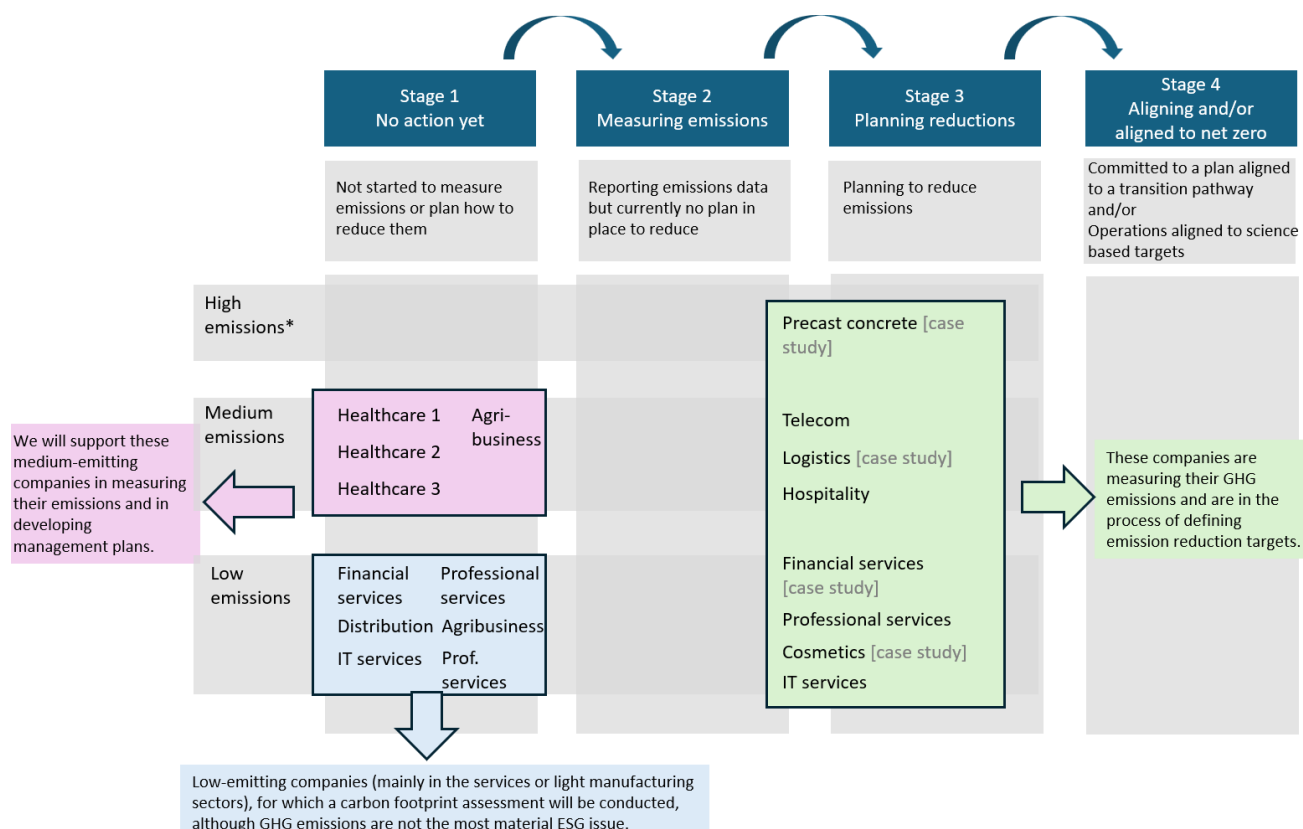 Stage 1
No action yet
Stage 2
Measuring emissions
Stage 3
Planning reductions
Stage 4
Aligning and/or
aligned to net zero
Not started to measure
emissions or plan how to
reduce them
Reporting emissions data
but currently no plan in
place to reduce
Planning to reduce
emissions
Committed to a plan aligned
to a transition pathway
and/or
Operations aligned to science
based targets
High
emissions*
Precast concrete [case
study]
Medium
emissions
Healthcare 1
Healthcare 2
Healthcare 3
Agri-
business
Telecom
Logistics [case study]
Hospitality
We will support these
medium-emitting
companies in measuring
their emissions and in
developing
management plans.
These companies are
measuring their GHG
emissions and are in the
process of defining
emission reduction targets.
Low
emissions
Financial
services
Distribution
IT services
Professional
services
Agribusiness
Prof.
services
Financial services
[case study]
Professional services
Cosmetics [case study]
IT services
Low-emitting companies (mainly in the services or light manufacturing
sectors), for which a carbon footprint assessment will be conducted,
although GHG emissions are not the most material ESG issue.